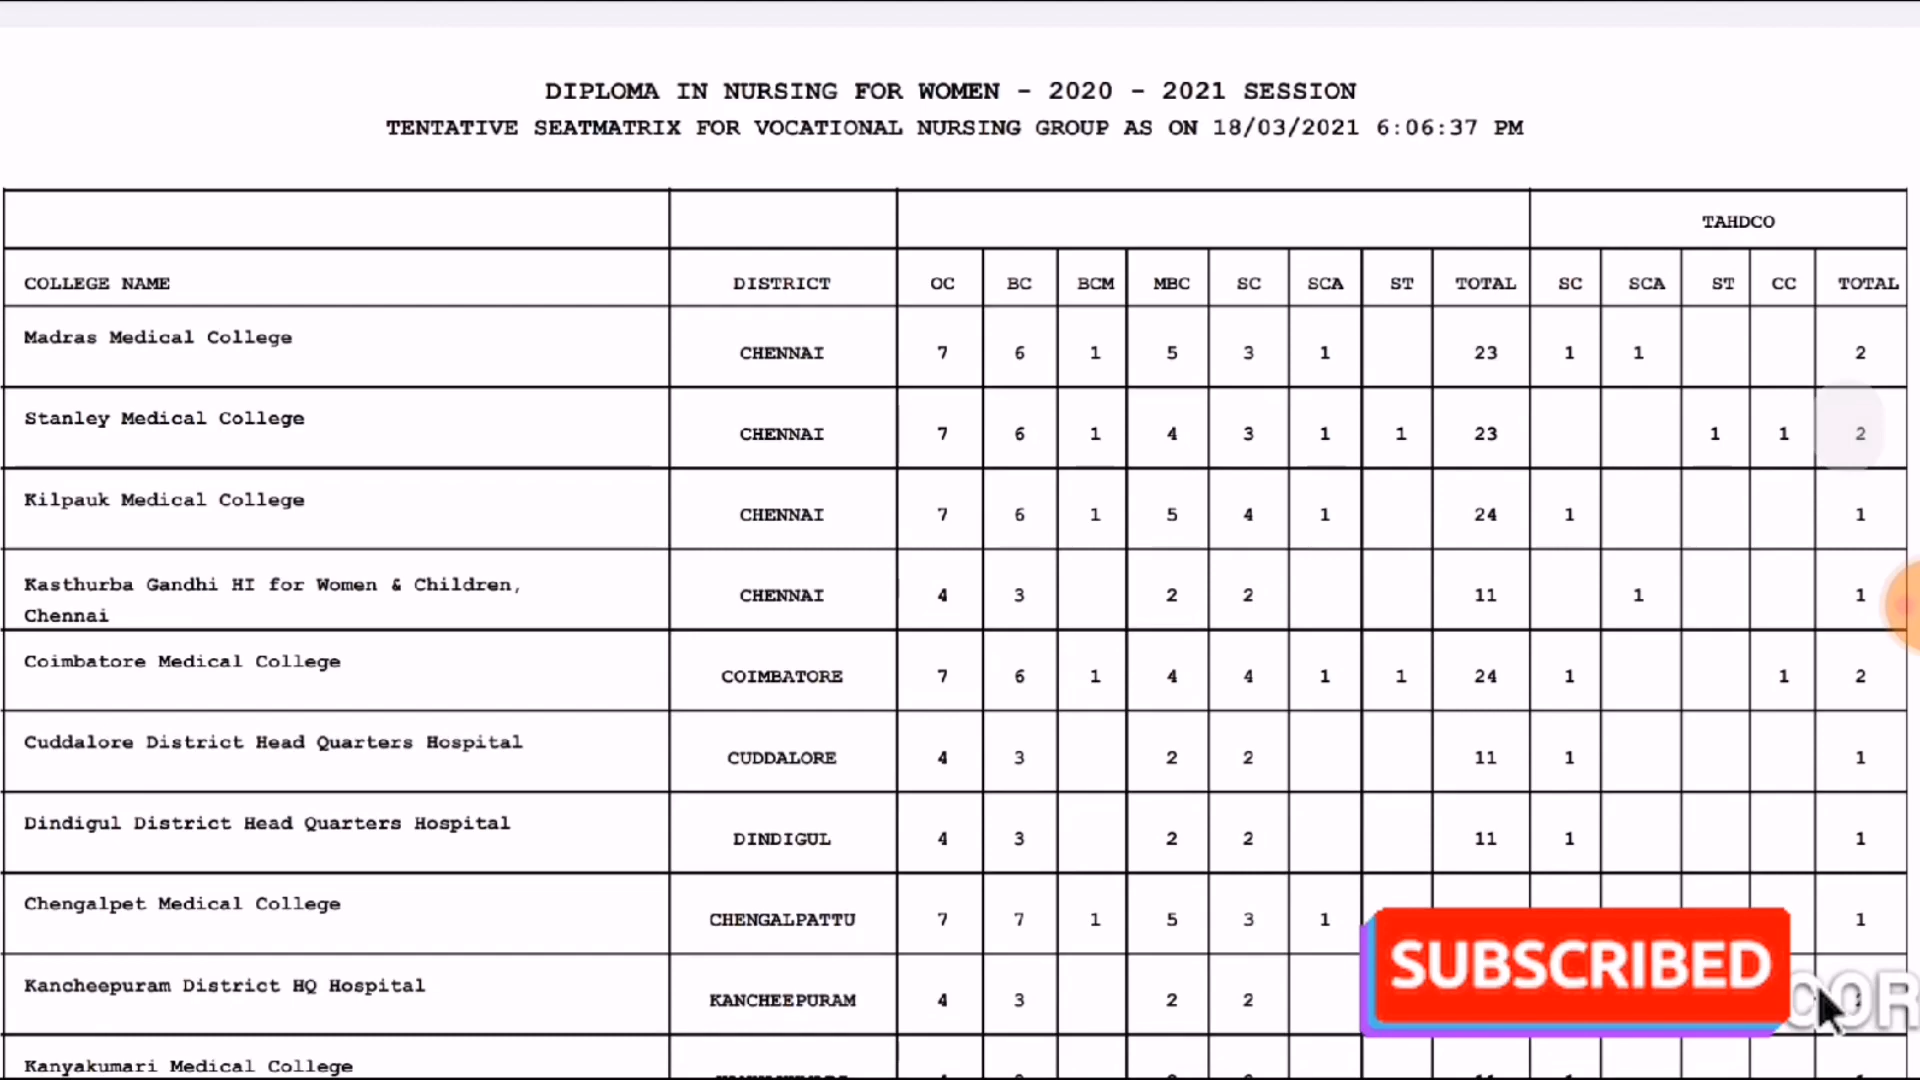 DIPLOMA IN NURSING FOR WOMEN - 2020 - 2021 SESSION
TENTATIVE SEATMATRIX FOR VOCATIONAL NURSING GROUP AS ON 18/03/2021 6:06:37 PM
TAHDCO
COLLEGE NAME DISTRICT OC BC BCM MBC SC SCA ST TOTAL SC SCA ST CC TOTAL
Madras Medical College CHENNAI 7 6 1 5 3 1 23 1 1 2
Stanley Medical College CHENNAI 7 6 1 4 3 1 1 23 1 1 2
Kilpauk Medical College CHENNAI 7 6 1 5 4 1 24 1 1
Kasthurba Gandhi HI for Women & Children,
Chennai CHENNAI 4 3 2 2 11 1 1
Coimbatore Medical College COIMBATORE 7 6 1 4 4 1 1 24 1 1 2
Cuddalore District Head Quarters Hospital CUDDALORE 4 3 2 2 11 1 1
Dindigul District Head Quarters Hospital DINDIGUL 4 3 2 2 11 1 1
Chengalpet Medical College CHENGALPATTU 7 7 1 5 3 1 1
Kancheepuram District HQ Hospital KANCHEEPURAM 4 3 2 2
SUBSCRIBED
Kanyakumari Medical College